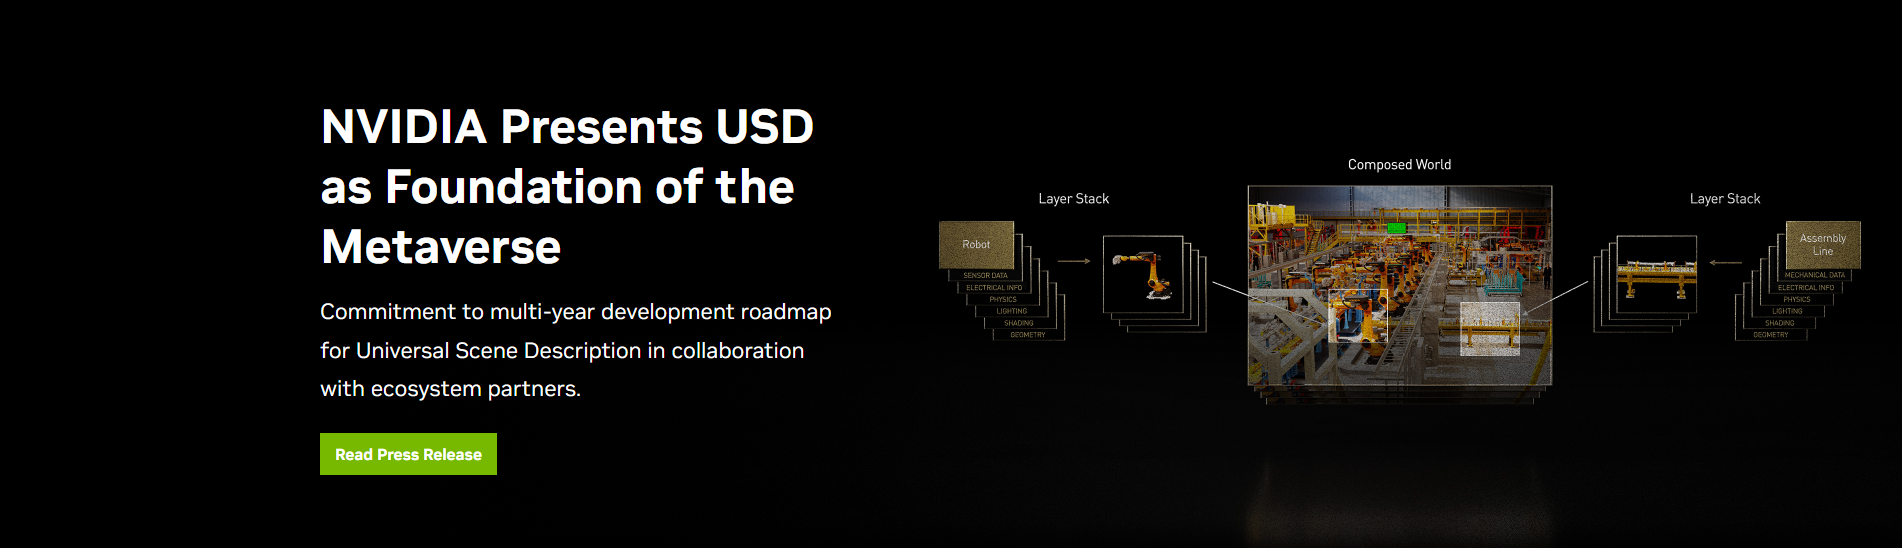 NVIDIA Presents USD
as Foundation of the
Metaverse
Commitment to multi-year development roadmap
for Universal Scene Description in collaboration
with ecosystem partners.
Read Press Release
Layer Stack
Robot
SENSOR DATA
ELECTRICAL INFO
PHYSICS
LIGHTING
SHADING
GEOMETRY
Composed World
Layer Stack
Assembly
Line
MECHANICAL DATA
ELECTRICAL INFO
PHYSICS
LIGHTING
SHADING
GEOMETRY